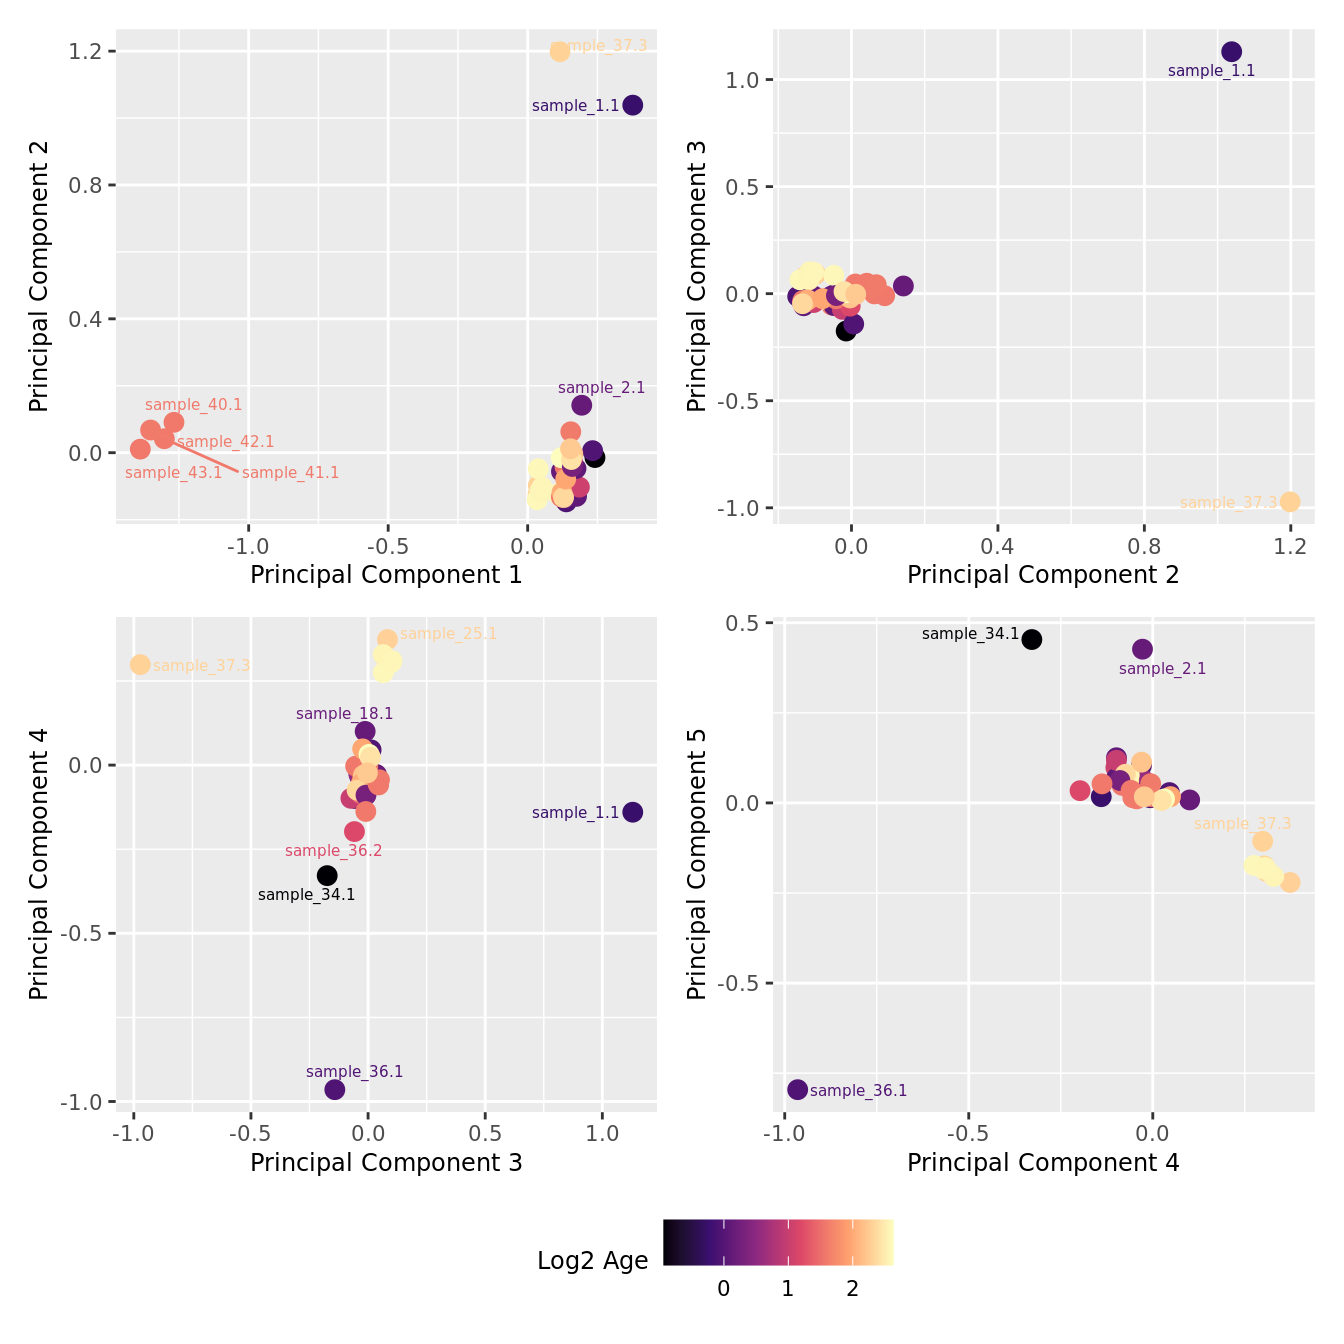 sample_37.3
sample_1.1
sample_2.1
sample_40.1
sample_42.1
sample_43.1
sample_41.1
1.2
0.8
0.4
0.0
Principal Component 2
-1.0
-0.5
0.0
Principal Component 1
sample_1.1
sample_37.3
1.0
0.5
0.0
-0.5
-1.0
Principal Component 3
0.0
0.4
0.8
1.2
Principal Component 2
sample_25.1
sample_37.3
sample_18.1
sample_1.1
sample_36.2
sample_34.1
sample_36.1
0.0
-0.5
-1.0
Principal Component 4
-1.0
-0.5
0.0
0.5
1.0
Principal Component 3
sample_34.1
sample_2.1
sample_37.3
sample_36.1
0.5
0.0
-0.5
Principal Component 5
-1.0
-0.5
0.0
Principal Component 4
Log2 Age
0
1
2